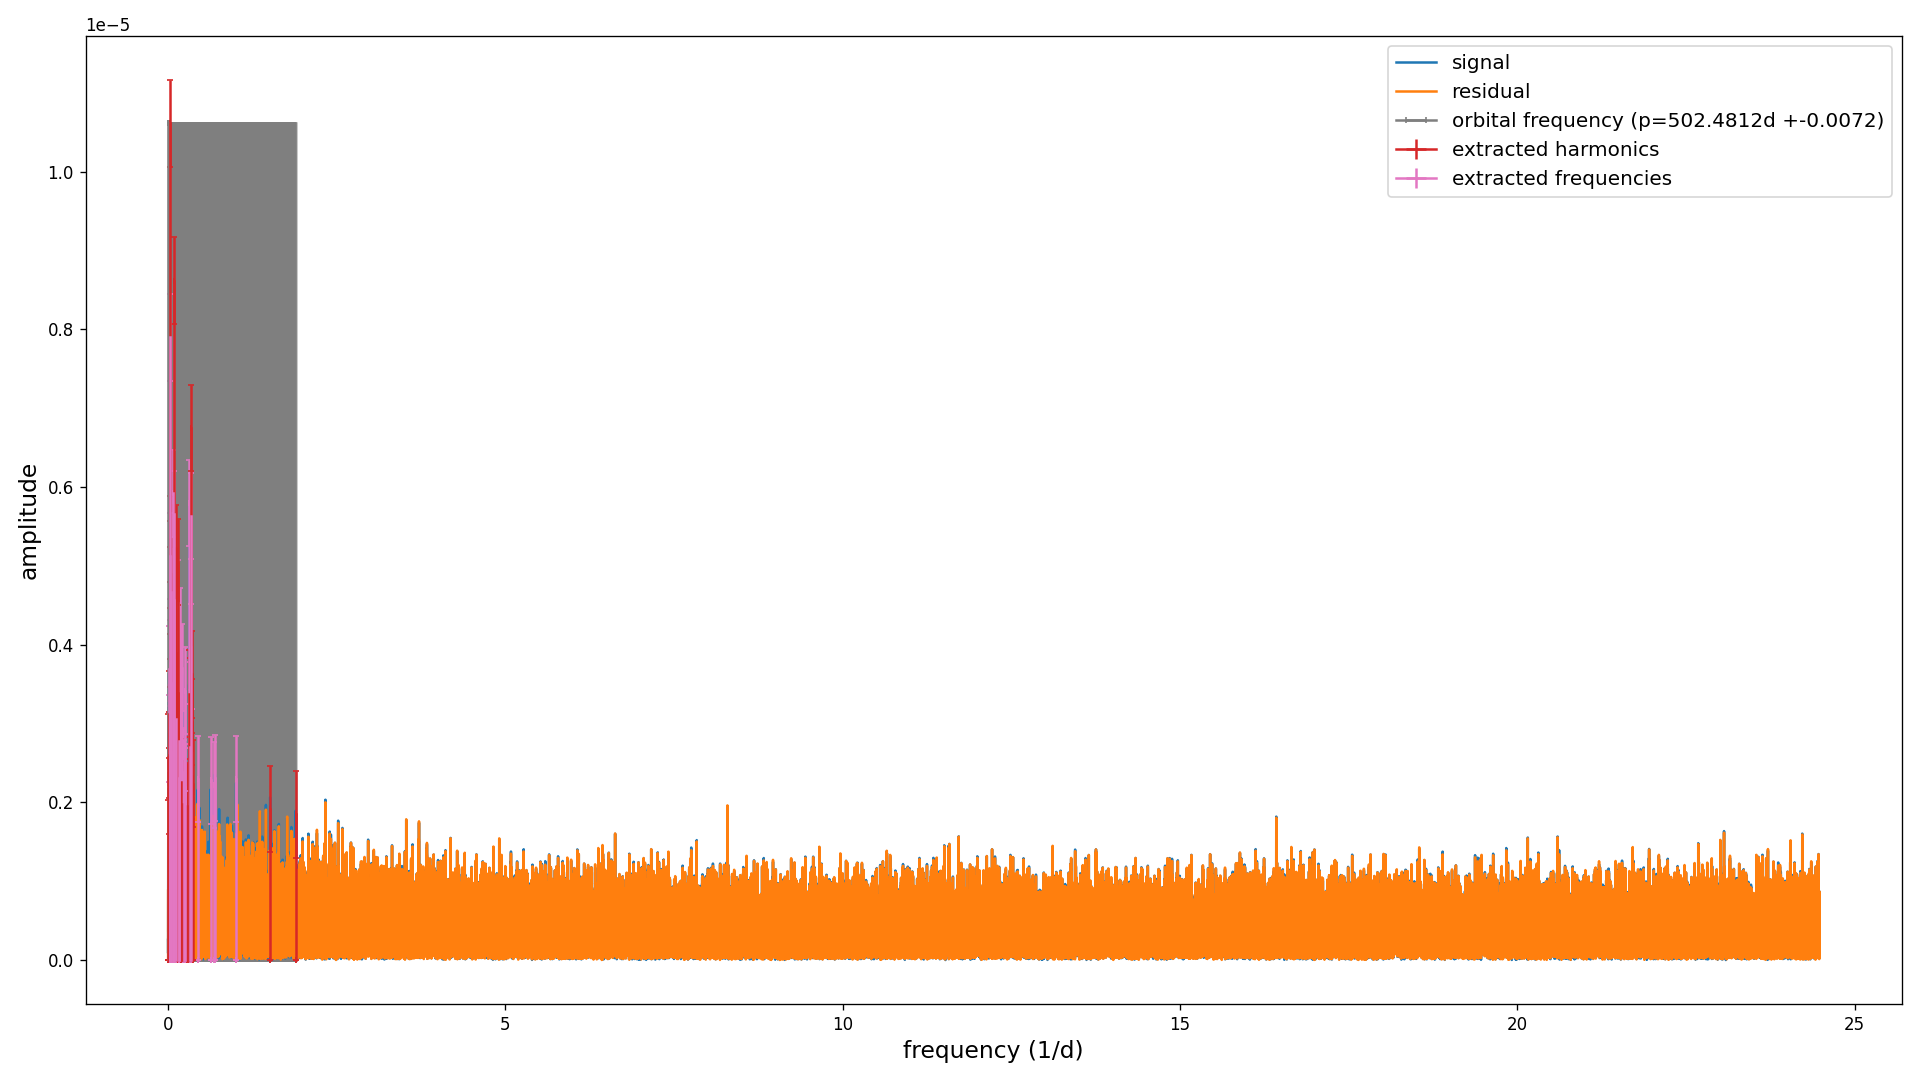 1e−5
signal
residual
orbital frequency (p=502.4812d +-0.0072)
extracted harmonics
extracted frequencies
1.0
0.8
0.6
0.4
0.2
0.0
amplitude
0 5 10 15 20 25
frequency (1/d)